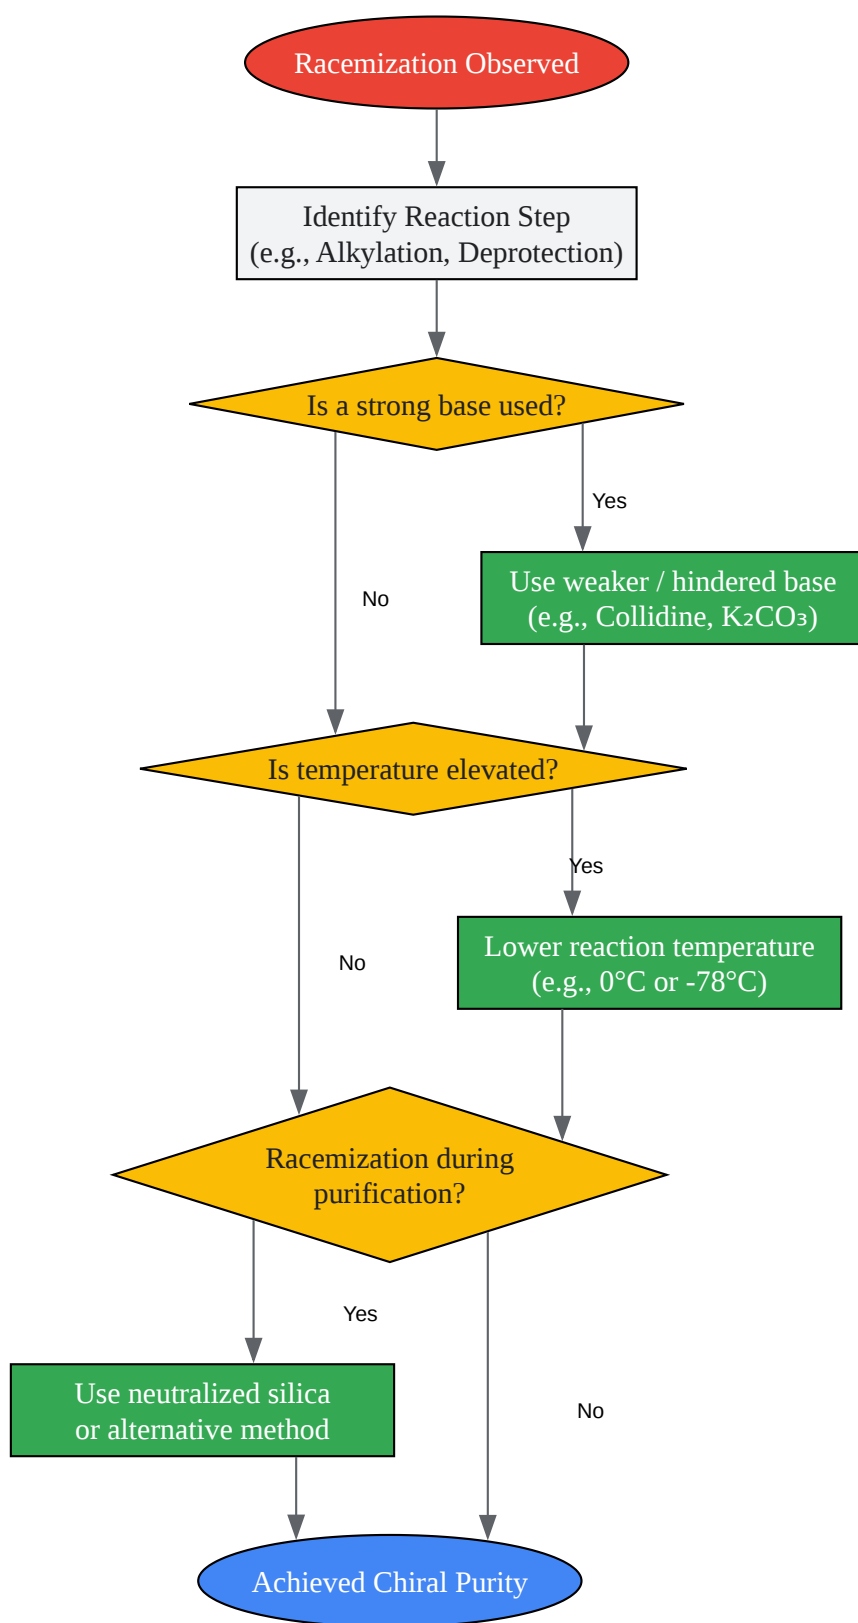 Racemization Observed
Identify Reaction Step
(e.g., Alkylation, Deprotection)
Is a strong base used?
Yes
Use weaker / hindered base
(e.g., Collidine, K₂CO₃)
No
Is temperature elevated?
Yes
Lower reaction temperature
(e.g., 0°C or -78°C)
No
Racemization during
purification?
Yes
Use neutralized silica
or alternative method
No
Achieved Chiral Purity